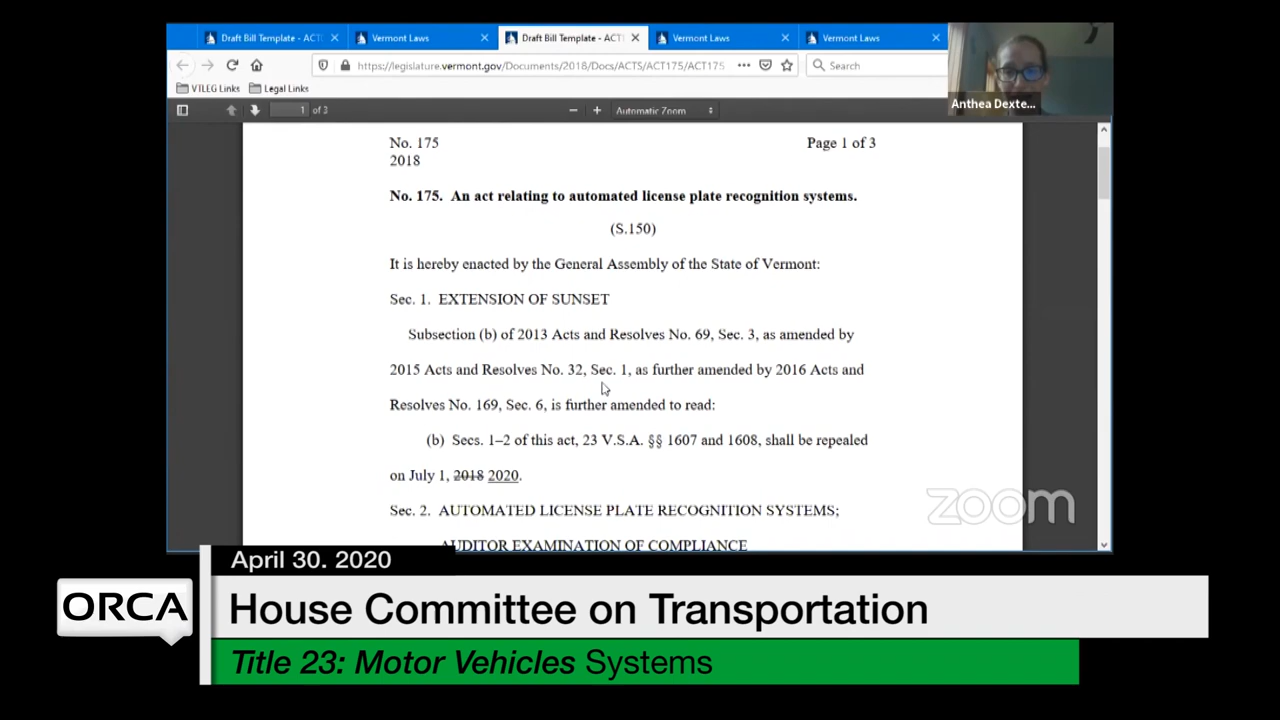 Draft Bill Template - ACT
Vermont Laws
Draft Bill Template - ACT
Vermont Laws
Vermont Laws
https://legislature.vermont.gov/Documents/2018/Docs/ACTS/ACT175/ACT175
Search
VTLEG Links
Legal Links
Anthea Dexte...
1 of 3
Automatic Zoom
No. 175
Page 1 of 3
2018
No. 175. An act relating to automated license plate recognition systems.
(S.150)
It is hereby enacted by the General Assembly of the State of Vermont:
Sec. 1. EXTENSION OF SUNSET
Subsection (b) of 2013 Acts and Resolves No. 69, Sec. 3, as amended by
2015 Acts and Resolves No. 32, Sec. 1, as further amended by 2016 Acts and
Resolves No. 169, Sec. 6, is further amended to read:
(b) Secs. 1–2 of this act, 23 V.S.A. §§ 1607 and 1608, shall be repealed
on July 1, 2018 2020.
Sec. 2. AUTOMATED LICENSE PLATE RECOGNITION SYSTEMS;
AUDITOR EXAMINATION OF COMPLIANCE
zoom
April 30. 2020
ORCA
House Committee on Transportation
Title 23: Motor Vehicles Systems